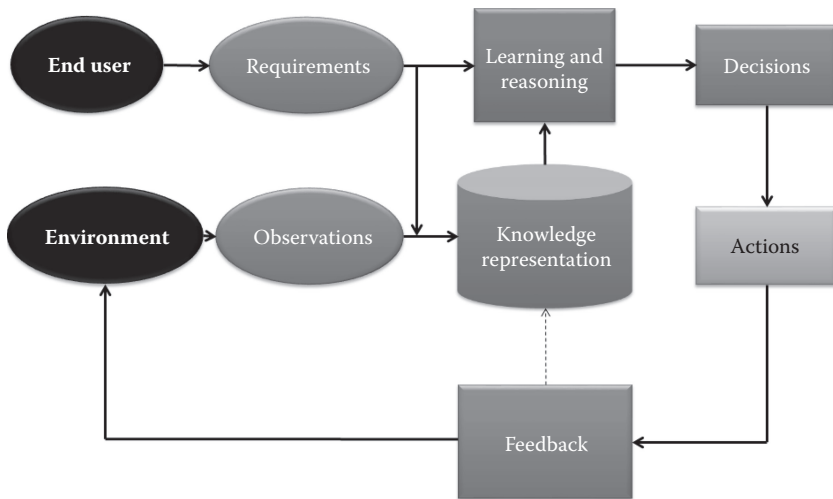 End user
Requirements
Learning and
reasoning
Decisions
Environment
Observations
Knowledge
representation
Actions
Feedback